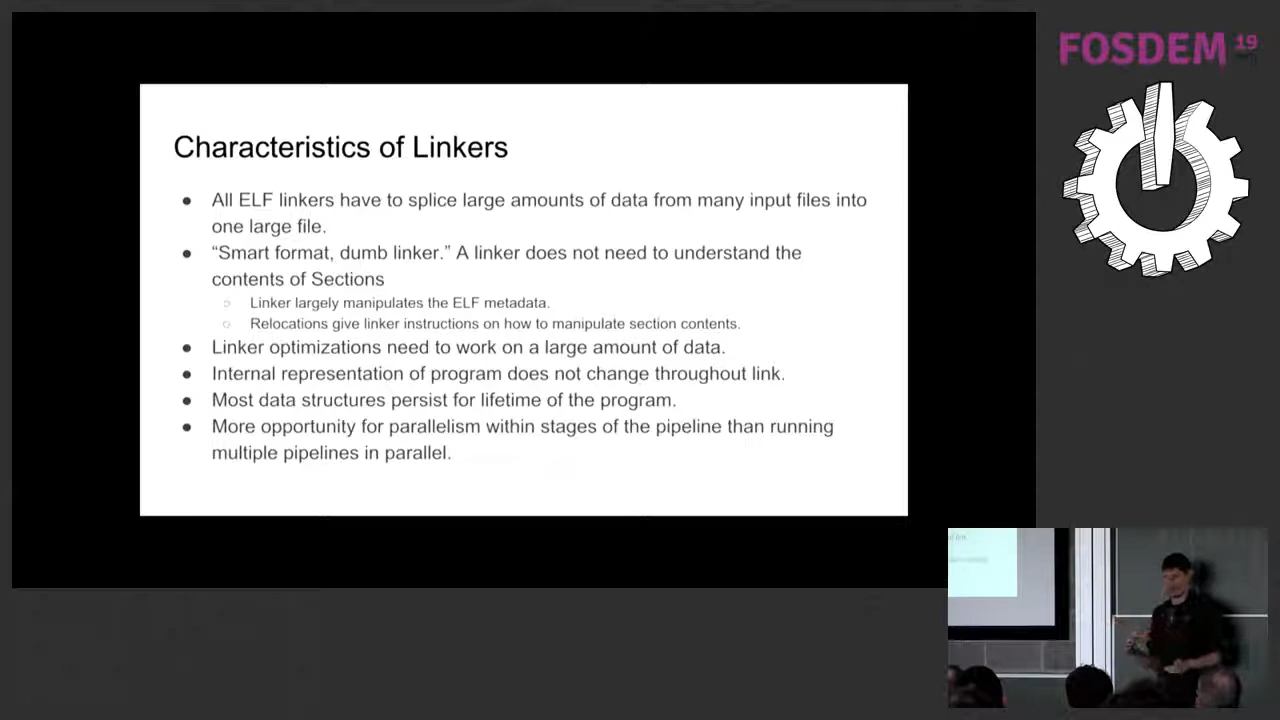 FOSDEM 19
Characteristics of Linkers
● All ELF linkers have to splice large amounts of data from many input files into
one large file.
● “Smart format, dumb linker.” A linker does not need to understand the
contents of Sections
○ Linker largely manipulates the ELF metadata.
○ Relocations give linker instructions on how to manipulate section contents.
● Linker optimizations need to work on a large amount of data.
● Internal representation of program does not change throughout link.
● Most data structures persist for lifetime of the program.
● More opportunity for parallelism within stages of the pipeline than running
multiple pipelines in parallel.